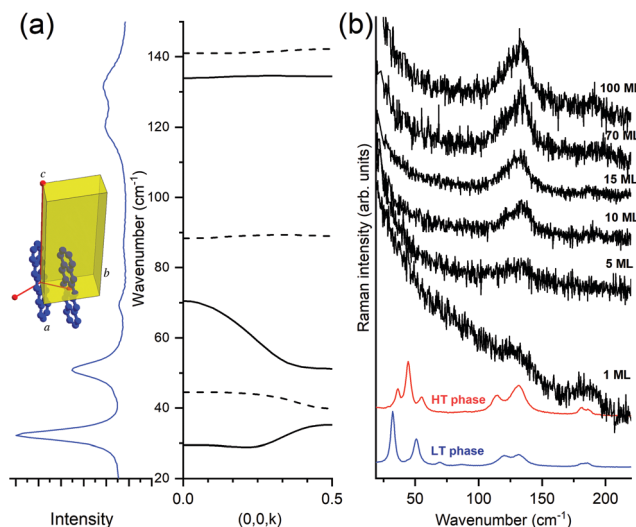 (a)
140
120
100
80
60
40
20
Wavenumber (cm⁻¹)
c
b
a
Intensity
0.0
0.5
(0,0,k)
(b)
Raman intensity (arb. units)
100 ML
70 ML
15 ML
10 ML
5 ML
1 ML
HT phase
LT phase
50
100
150
200
Wavenumber (cm⁻¹)